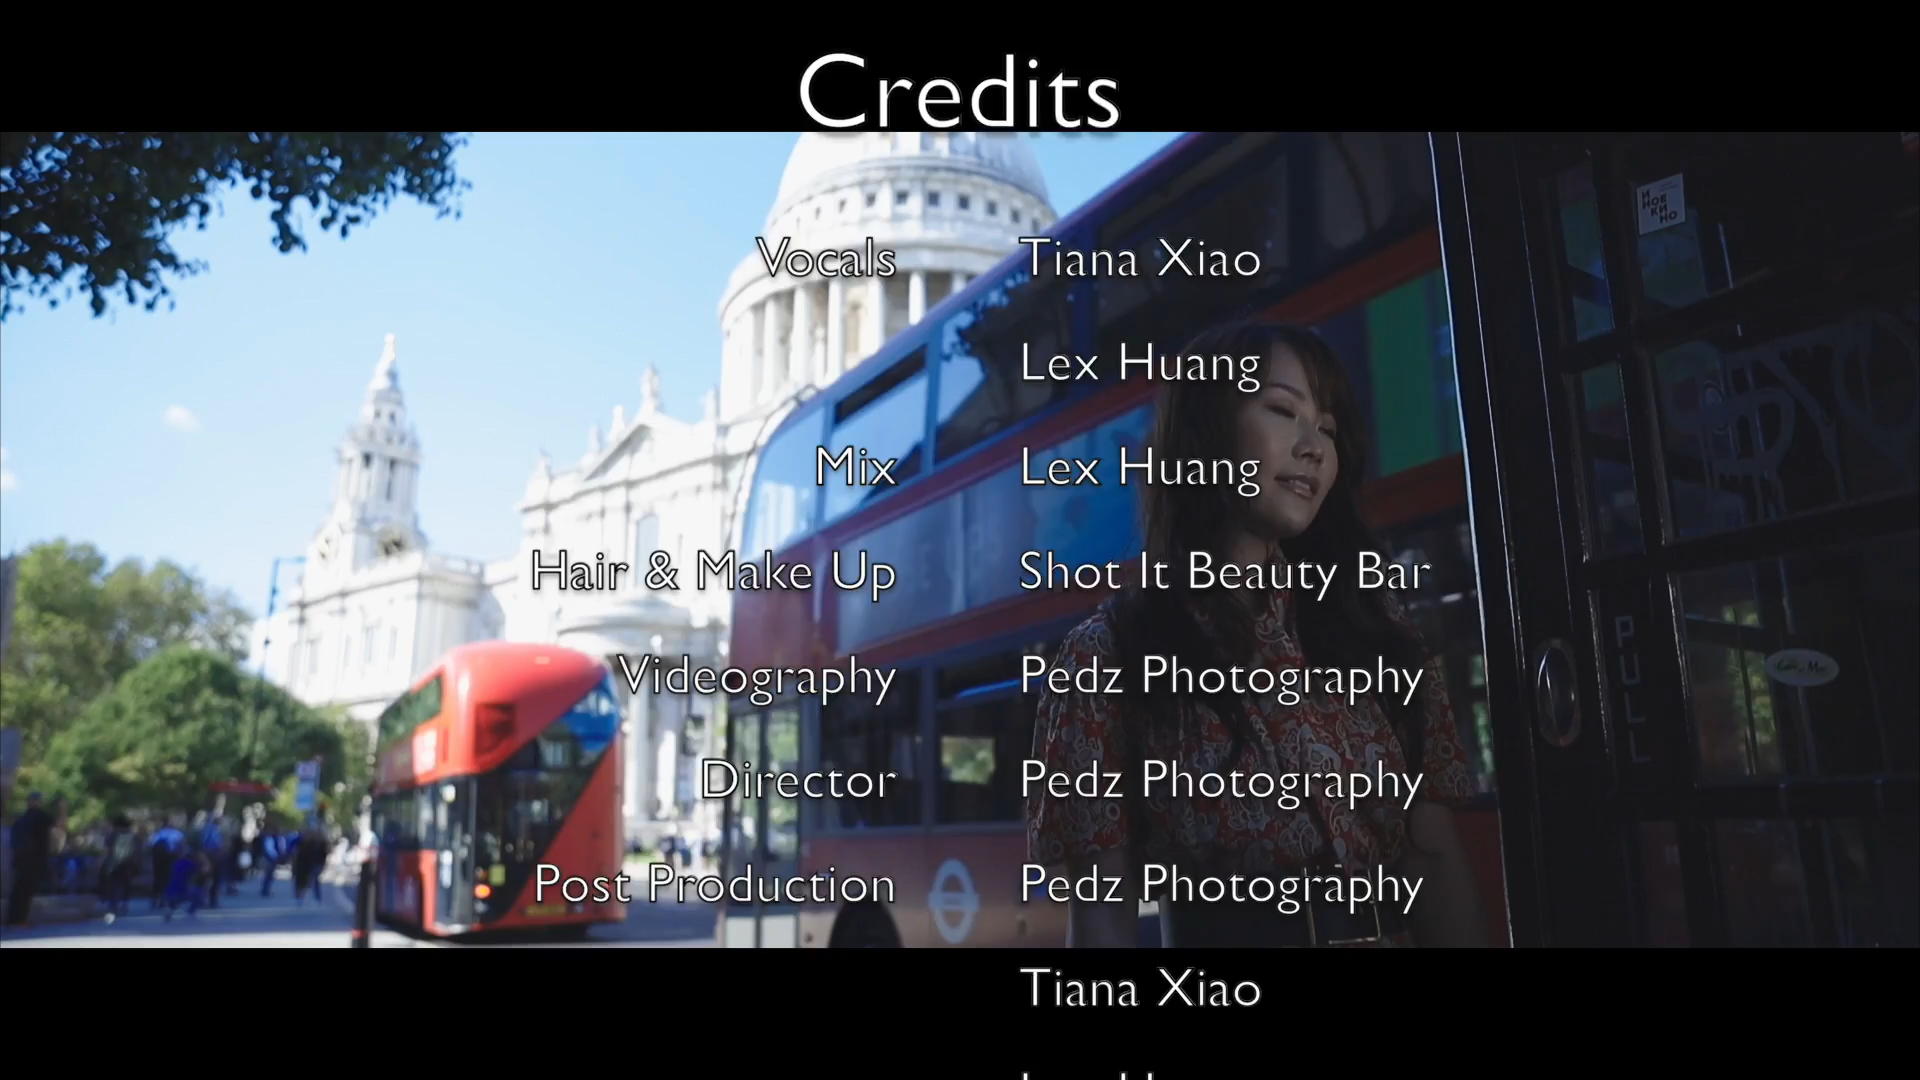 Credits
Vocals Tiana Xiao
Lex Huang
Mix Lex Huang
Hair & Make Up Shot It Beauty Bar
Videography Pedz Photography
Director Pedz Photography
Post Production Pedz Photography
Tiana Xiao
PULL